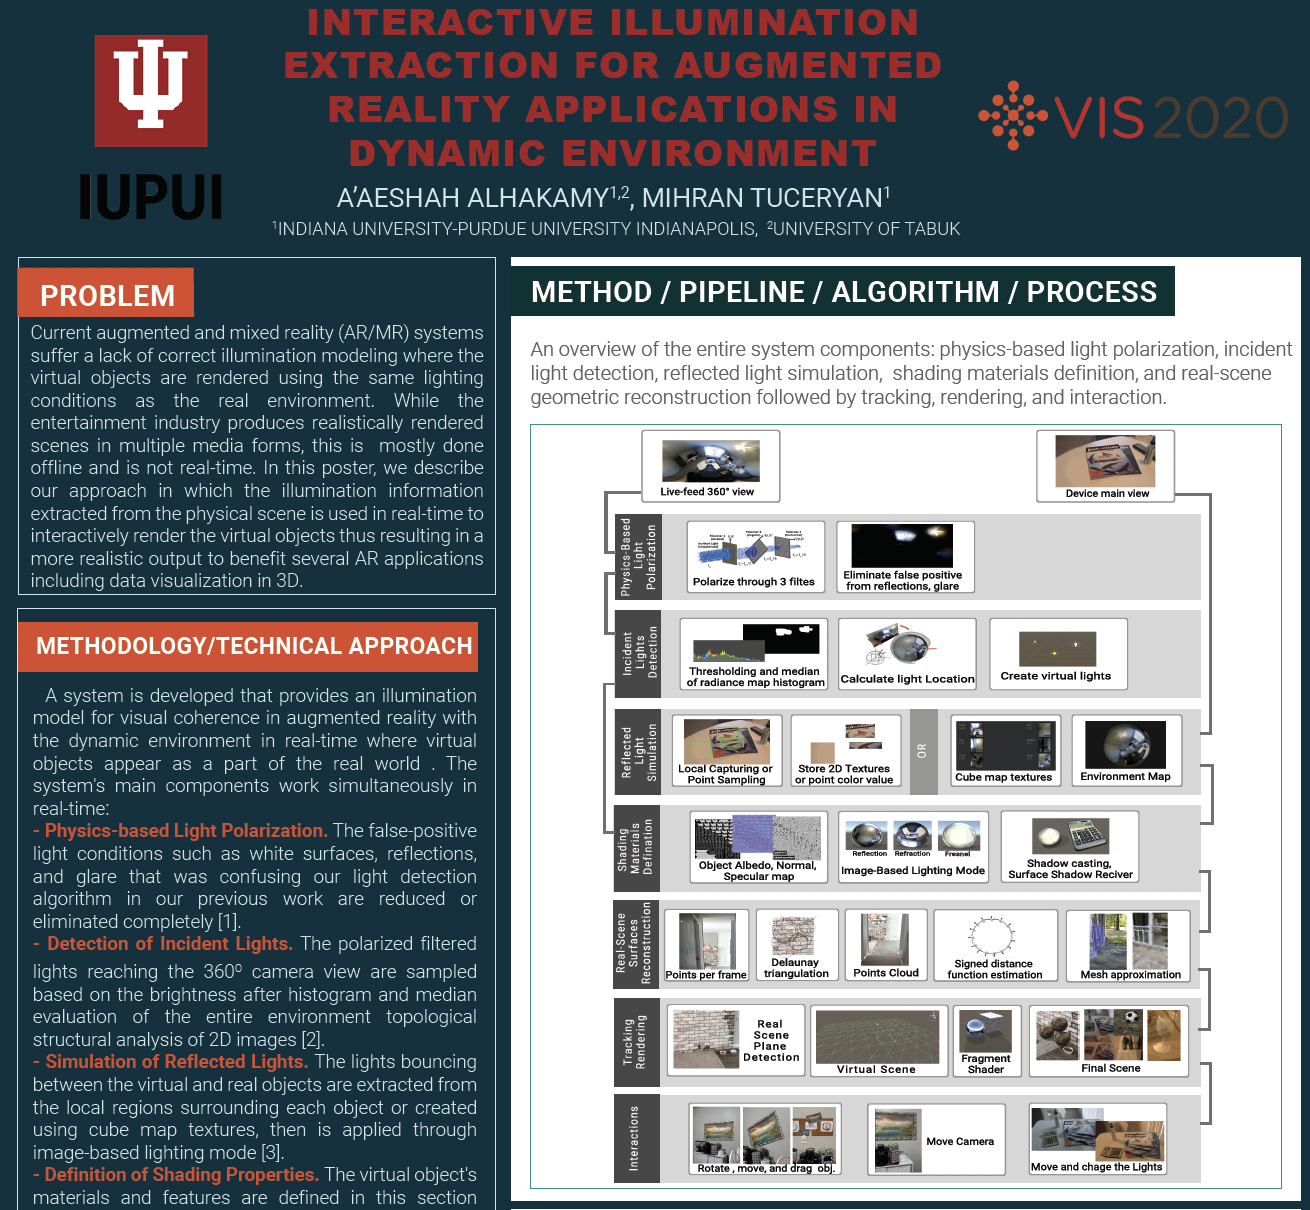 INTERACTIVE ILLUMINATION
EXTRACTION FOR AUGMENTED
REALITY APPLICATIONS IN
DYNAMIC ENVIRONMENT
IUPUI
VIS2020
A'AESHAH ALHAKAMY1,2, MIHRAN TUCERYAN1
1INDIANA UNIVERSITY-PURDUE UNIVERSITY INDIANAPOLIS, 2UNIVERSITY OF TABUK
PROBLEM
Current augmented and mixed reality (AR/MR) systems
suffer a lack of correct illumination modeling where the
virtual objects are rendered using the same lighting
conditions as the real environment. While the
entertainment industry produces realistically rendered
scenes in multiple media forms, this is mostly done
offline and is not real-time. In this poster, we describe
our approach in which the illumination information
extracted from the physical scene is used in real-time to
interactively render the virtual objects thus resulting in a
more realistic output to benefit several AR applications
including data visualization in 3D.
METHODOLOGY/TECHNICAL APPROACH
A system is developed that provides an illumination
model for visual coherence in augmented reality with
the dynamic environment in real-time where virtual
objects appear as a part of the real world . The
system's main components work simultaneously in
real-time:
- Physics-based Light Polarization. The false-positive
light conditions such as white surfaces, reflections,
and glare that was confusing our light detection
algorithm in our previous work are reduced or
eliminated completely [1].
- Detection of Incident Lights. The polarized filtered
lights reaching the 360º camera view are sampled
based on the brightness after histogram and median
evaluation of the entire environment topological
structural analysis of 2D images [2].
- Simulation of Reflected Lights. The lights bouncing
between the virtual and real objects are extracted from
the local regions surrounding each object or created
using cube map textures, then is applied through
image-based lighting mode [3].
- Definition of Shading Properties. The virtual object's
materials and features are defined in this section
METHOD / PIPELINE / ALGORITHM / PROCESS
An overview of the entire system components: physics-based light polarization, incident
light detection, reflected light simulation, shading materials definition, and real-scene
geometric reconstruction followed by tracking, rendering, and interaction.
Live-feed 360° view
Device main view
Physics-Based
Light
Polarization
Polarize through 3 filtes
Eliminate false positive
from reflections, glare
Incident
Lights
Detection
Thresholding and median
of radiance map histogram
Calculate light Location
Create virtual lights
Reflected
Light
Simulation
Local Capturing or
Point Sampling
Store 2D Textures
or point color value
OR
Cube map textures
Environment Map
Shading
Materials
Defination
Object Albedo, Normal,
Specular map
Reflection
Refraction
Fresnel
Image-Based Lighting Mode
Shadow casting,
Surface Shadow Reciver
Real-Scene
Surfaces
Reconstruction
Points per frame
Delaunay
triangulation
Points Cloud
Signed distance
function estimation
Mesh approximation
Tracking
Rendering
Real
Scene
Plane
Detection
Virtual Scene
Fragment
Shader
Final Scene
Interactions
Rotate , move, and drag obj.
Move Camera
Move and chage the Lights